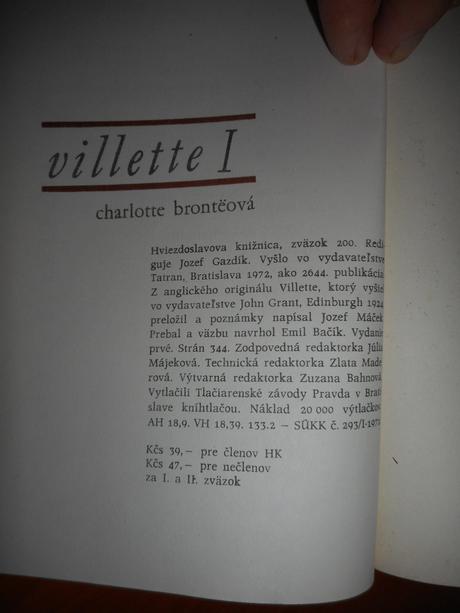 villette I
charlotte brontëová
Hviezdoslavova knižnica, zväzok 200. Redi-
guje Jozef Gazdík. Vyšlo vo vydavateľstve
Tatran, Bratislava 1972, ako 2644. publikácia
Z anglického originálu Villette, ktorý vyšiel
vo vydavateľstve John Grant, Edinburgh 1924
preložil a poznámky napísal Jozef Máček
Prebal a väzbu navrhol Emil Bačík. Vydanie
prvé. Strán 344. Zodpovedná redaktorka Júlia
Májeková. Technická redaktorka Zlata Made-
rová. Výtvarná redaktorka Zuzana Bahnová
Vytlačili Tlačiarenské závody Pravda v Brati-
slave kníhtlačou. Náklad 20 000 výtlačkov
AH 18,9. VH 18,39. 133.2 – SÚKK č. 293/I-1971
Kčs 39,– pre členov HK
Kčs 47,– pre nečlenov
za I. a II. zväzok